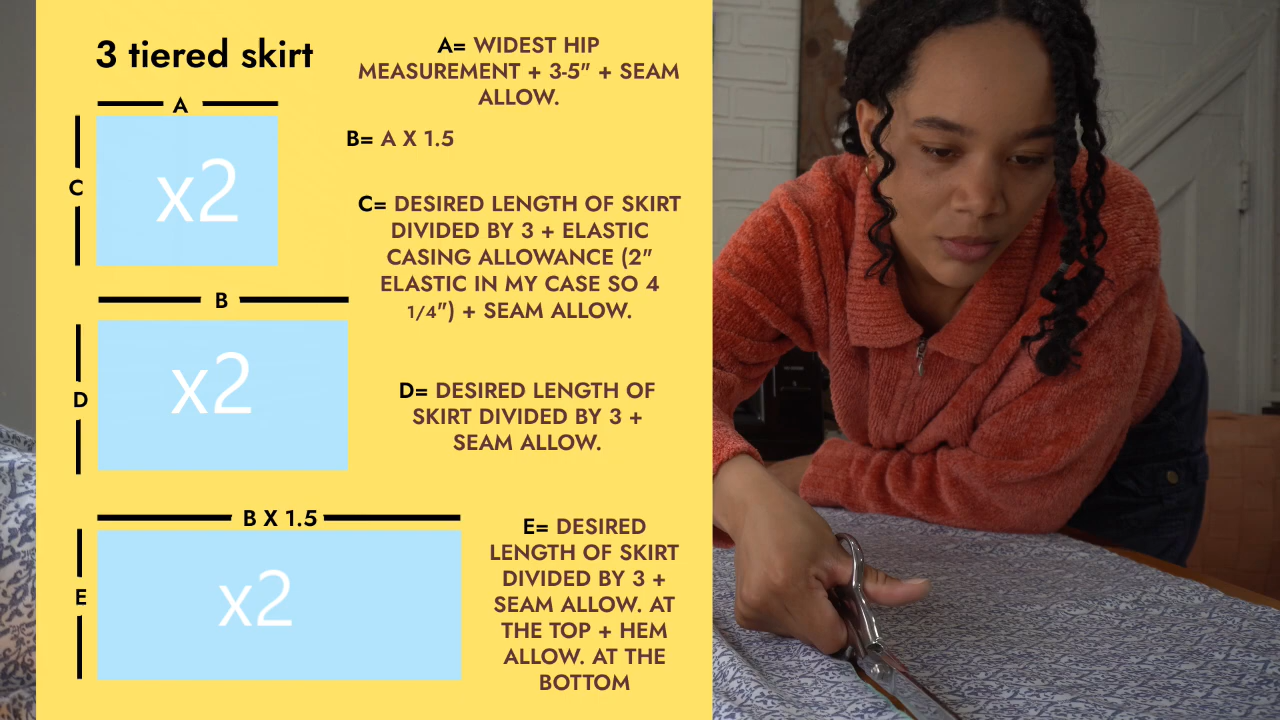 3 tiered skirt
A
C
x2
B
D
x2
B X 1.5
E
x2
A= WIDEST HIP
MEASUREMENT + 3-5" + SEAM
ALLOW.
B= A X 1.5
C= DESIRED LENGTH OF SKIRT
DIVIDED BY 3 + ELASTIC
CASING ALLOWANCE (2"
ELASTIC IN MY CASE SO 4
1/4") + SEAM ALLOW.
D= DESIRED LENGTH OF
SKIRT DIVIDED BY 3 +
SEAM ALLOW.
E= DESIRED
LENGTH OF SKIRT
DIVIDED BY 3 +
SEAM ALLOW. AT
THE TOP + HEM
ALLOW. AT THE
BOTTOM